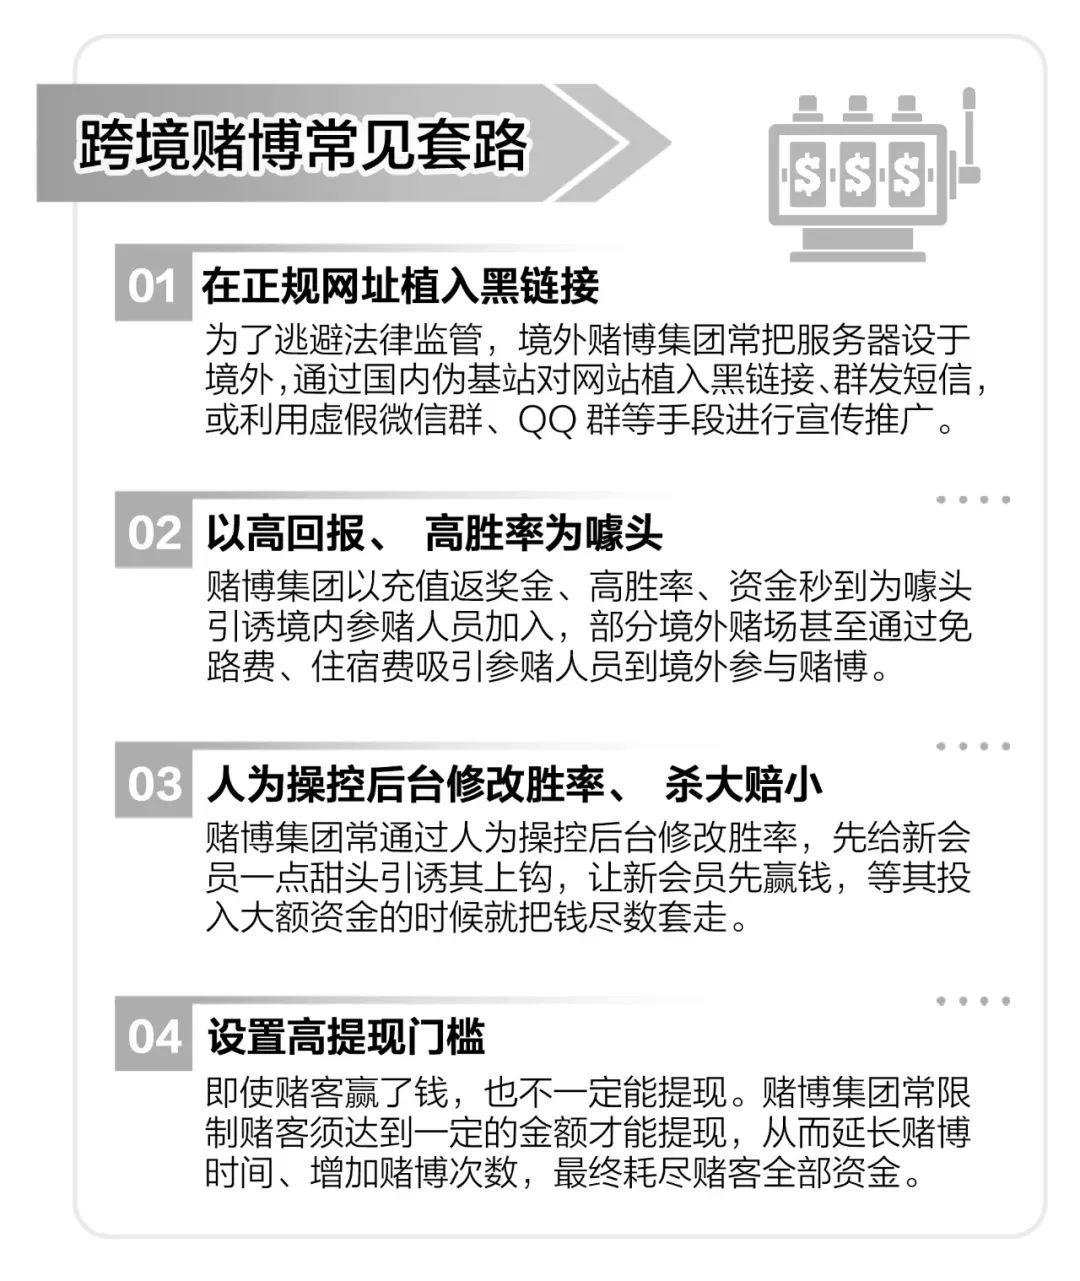 跨境赌博常见套路
$ $ $
01 在正规网址植入黑链接
为了逃避法律监管，境外赌博集团常把服务器设于
境外，通过国内伪基站对网站植入黑链接、群发短信，
或利用虚假微信群、QQ 群等手段进行宣传推广。
02 以高回报、 高胜率为噱头
赌博集团以充值返奖金、高胜率、资金秒到为噱头
引诱境内参赌人员加入，部分境外赌场甚至通过免
路费、住宿费吸引参赌人员到境外参与赌博。
03 人为操控后台修改胜率、 杀大赔小
赌博集团常通过人为操控后台修改胜率，先给新会
员一点甜头引诱其上钩，让新会员先赢钱，等其投
入大额资金的时候就把钱尽数套走。
04 设置高提现门槛
即使赌客赢了钱，也不一定能提现。赌博集团常限
制赌客须达到一定的金额才能提现，从而延长赌博
时间、增加赌博次数，最终耗尽赌客全部资金。